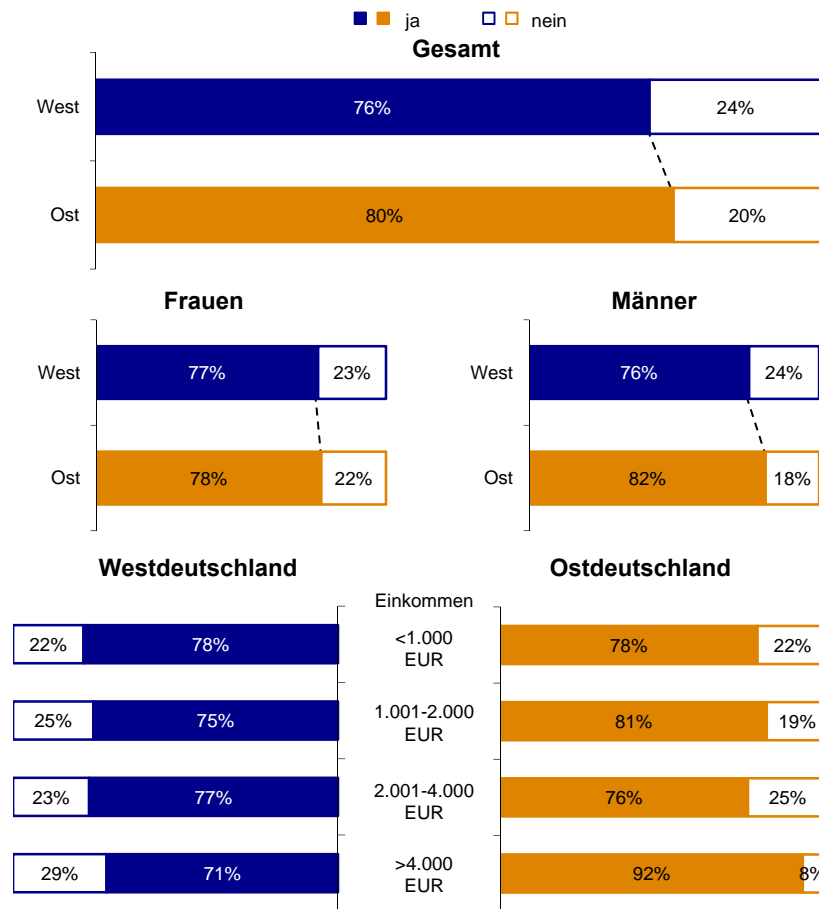 ja nein
Gesamt
West 76% 24%
Ost 80% 20%
Frauen Männer
West 77% 23% West 76% 24%
Ost 78% 22% Ost 82% 18%
Westdeutschland Ostdeutschland
Einkommen
22% 78% <1.000 78% 22%
EUR
25% 75% 1.001-2.000 81% 19%
EUR
23% 77% 2.001-4.000 76% 25%
EUR
29% 71% >4.000 92% 8%
EUR